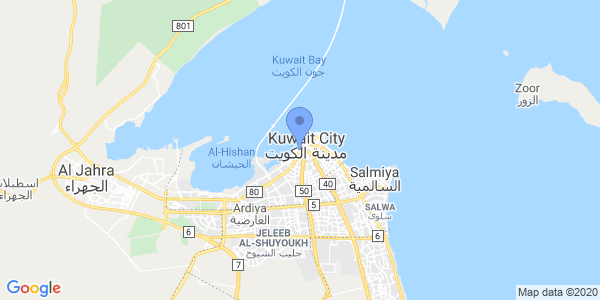 801
Kuwait Bay
جون الكويت
Zoor
الزور
Kuwait City
مدينة الكويت
Al-Hishan
الحيشان
Al Jahra
الجهراء
اسطبلات
الجهراء
Salmiya
السالمية
80
40
50
5
Ardiya
العارضية
SALWA
سلوى
6
JELEEB
AL-SHUYOUKH
جليب الشيوخ
6
7
Google
Map data ©2020